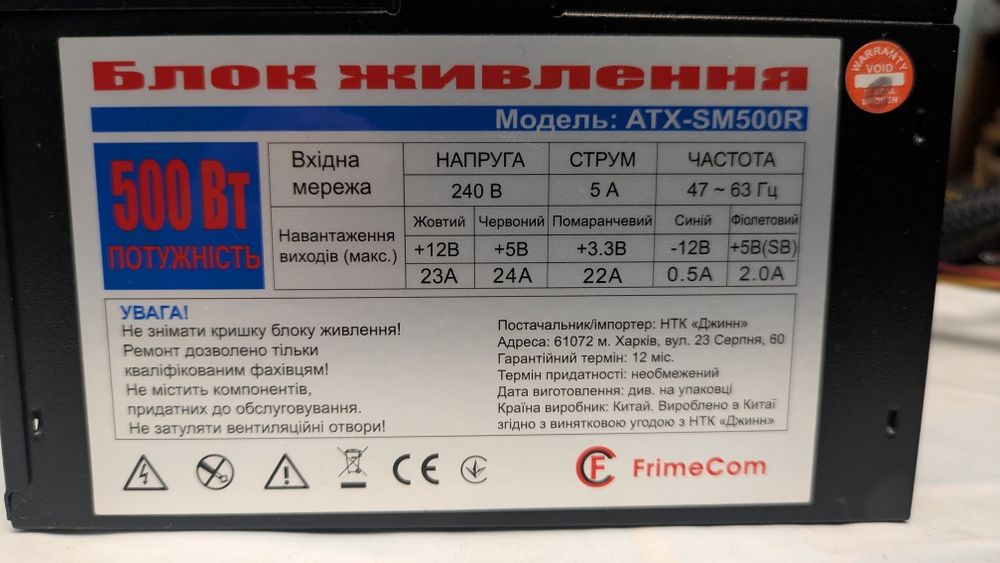 Блок живлення
WARRANTY
VOID
BROKEN
Модель: ATX-SM500R
500 Вт
ПОТУЖНІСТЬ
Вхідна мережа НАПРУГА СТРУМ ЧАСТОТА
240 В 5 А 47 ~ 63 Гц
Навантаження виходів (макс.) Жовтий Червоний Помаранчевий Синій Фіолетовий
+12В +5В +3.3В -12В +5В(SB)
23А 24А 22А 0.5А 2.0А
УВАГА!
Не знімати кришку блоку живлення!
Ремонт дозволено тільки
кваліфікованим фахівцям!
Не містить компонентів,
придатних до обслуговування.
Не затуляти вентиляційні отвори!
Постачальник/імпортер: НТК «Джинн»
Адреса: 61072 м. Харків, вул. 23 Серпня, 60
Гарантійний термін: 12 міс.
Термін придатності: необмежений
Дата виготовлення: див. на упаковці
Країна виробник: Китай. Вироблено в Китаї
згідно з винятковою угодою з НТК «Джинн»
CE
FrimeCom